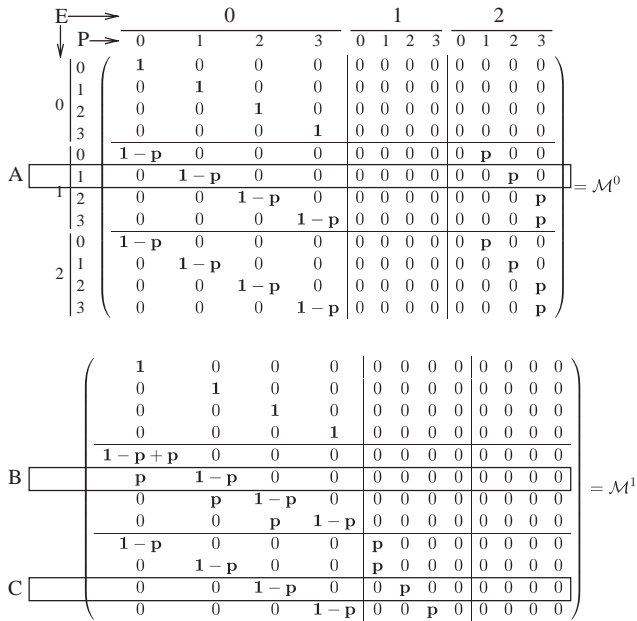 E 0 1 2
P 0 1 2 3 0 1 2 3 0 1 2 3
0 1 0 0 0 0 0 0 0 0 0 0 0
0 1 0 1 0 0 0 0 0 0 0 0 0 0
2 0 0 1 0 0 0 0 0 0 0 0 0
3 0 0 0 1 0 0 0 0 0 0 0 0
0 1 − p 0 0 0 0 0 0 0 0 p 0 0
A 1 1 0 1 − p 0 0 0 0 0 0 0 0 p 0 = M⁰
2 0 0 1 − p 0 0 0 0 0 0 0 0 p
3 0 0 0 1 − p 0 0 0 0 0 0 0 p
0 1 − p 0 0 0 0 0 0 0 0 p 0 0
2 1 0 1 − p 0 0 0 0 0 0 0 0 p 0
2 0 0 1 − p 0 0 0 0 0 0 0 0 p
3 0 0 0 1 − p 0 0 0 0 0 0 0 p
1 0 0 0 0 0 0 0 0 0 0 0
0 1 0 0 0 0 0 0 0 0 0 0
0 0 1 0 0 0 0 0 0 0 0 0
0 0 0 1 0 0 0 0 0 0 0 0
1 − p + p 0 0 0 0 0 0 0 0 0 0 0
B p 1 − p 0 0 0 0 0 0 0 0 0 0 = M¹
0 p 1 − p 0 0 0 0 0 0 0 0 0
0 0 p 1 − p 0 0 0 0 0 0 0 0
1 − p 0 0 0 p 0 0 0 0 0 0 0
0 1 − p 0 0 p 0 0 0 0 0 0 0
C 0 0 1 − p 0 0 p 0 0 0 0 0 0
0 0 0 1 − p 0 0 p 0 0 0 0 0